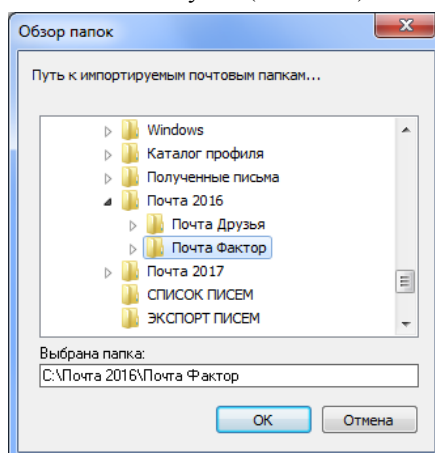 Обзор папок
Путь к импортируемым почтовым папкам...
Windows
Каталог профиля
Полученные письма
Почта 2016
Почта Друзья
Почта Фактор
Почта 2017
СПИСОК ПИСЕМ
ЭКСПОРТ ПИСЕМ
Выбрана папка:
C:\Почта 2016\Почта Фактор
ОК
Отмена